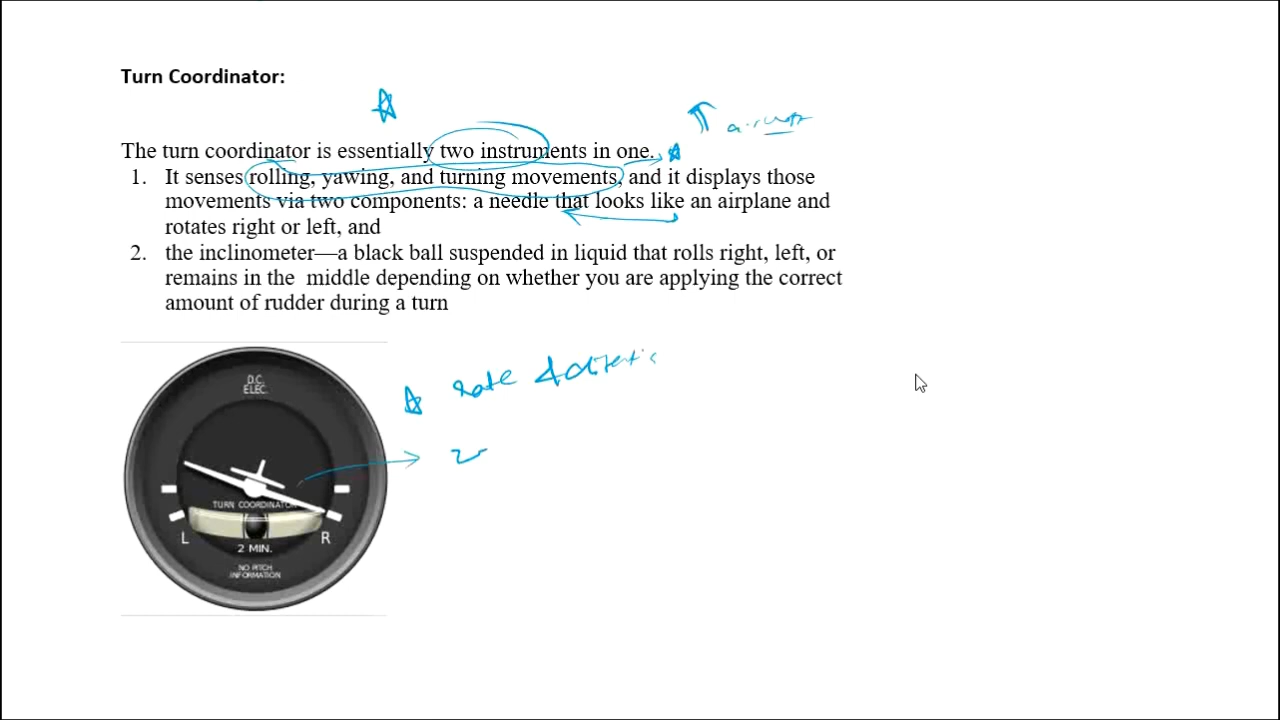 Turn Coordinator:
aircraft
The turn coordinator is essentially two instruments in one.
1. It senses rolling, yawing, and turning movements, and it displays those
movements via two components: a needle that looks like an airplane and
rotates right or left, and
2. the inclinometer—a black ball suspended in liquid that rolls right, left, or
remains in the middle depending on whether you are applying the correct
amount of rudder during a turn
rate &
D.C.
ELEC.
TURN COORDINATOR
L R
2 MIN.
NO PITCH
INFORMATION